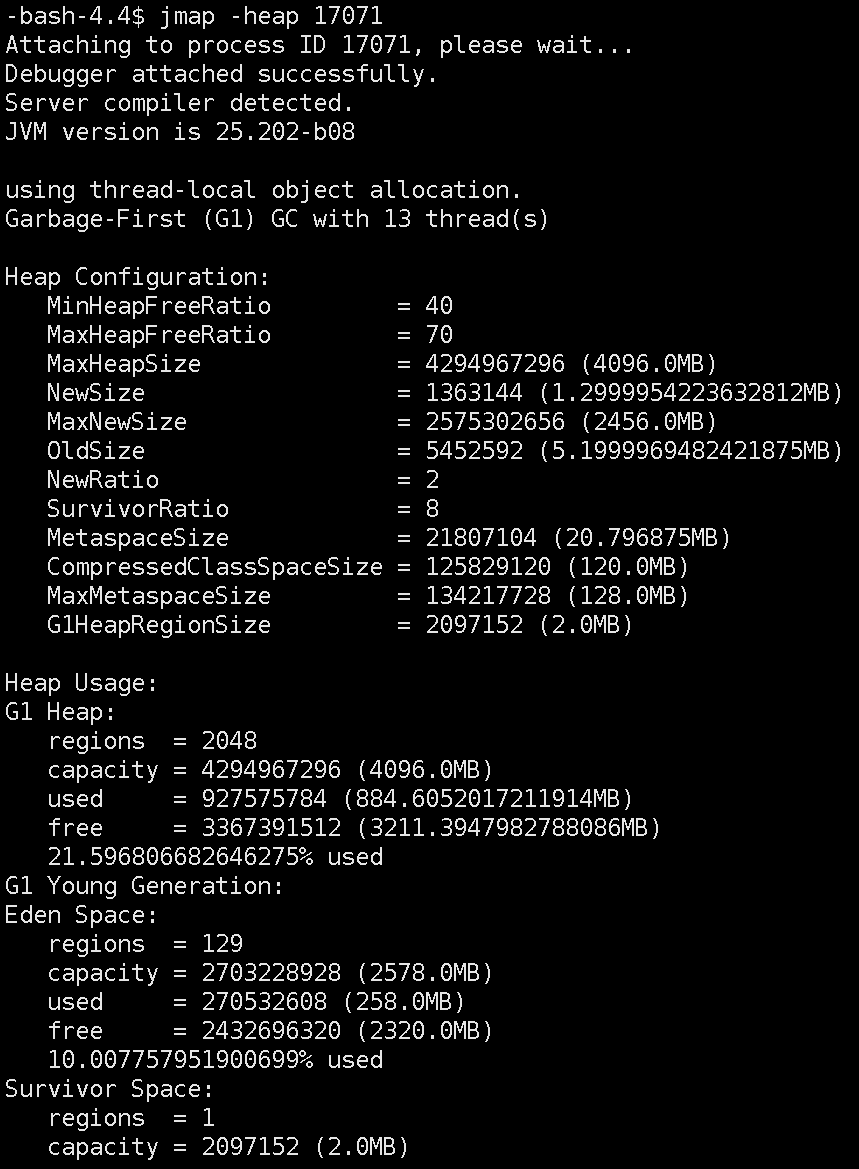 -bash-4.4$ jmap -heap 17071
Attaching to process ID 17071, please wait...
Debugger attached successfully.
Server compiler detected.
JVM version is 25.202-b08

using thread-local object allocation.
Garbage-First (G1) GC with 13 thread(s)

Heap Configuration:
   MinHeapFreeRatio         = 40
   MaxHeapFreeRatio         = 70
   MaxHeapSize              = 4294967296 (4096.0MB)
   NewSize                  = 1363144 (1.2999954223632812MB)
   MaxNewSize               = 2575302656 (2456.0MB)
   OldSize                  = 5452592 (5.1999969482421875MB)
   NewRatio                 = 2
   SurvivorRatio            = 8
   MetaspaceSize            = 21807104 (20.796875MB)
   CompressedClassSpaceSize = 125829120 (120.0MB)
   MaxMetaspaceSize         = 134217728 (128.0MB)
   G1HeapRegionSize         = 2097152 (2.0MB)

Heap Usage:
G1 Heap:
   regions  = 2048
   capacity = 4294967296 (4096.0MB)
   used     = 927575784 (884.6052017211914MB)
   free     = 3367391512 (3211.3947982788086MB)
   21.596806682646275% used
G1 Young Generation:
Eden Space:
   regions  = 129
   capacity = 2703228928 (2578.0MB)
   used     = 270532608 (258.0MB)
   free     = 2432696320 (2320.0MB)
   10.007757951900699% used
Survivor Space:
   regions  = 1
   capacity = 2097152 (2.0MB)